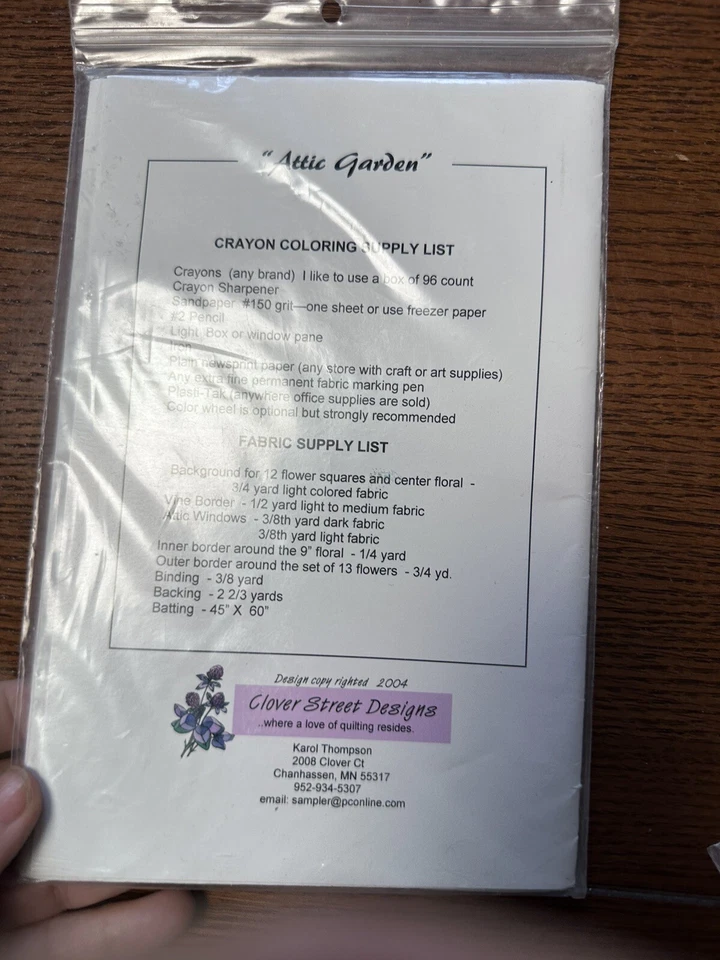 "Attic Garden"
CRAYON COLORING SUPPLY LIST
Crayons (any brand) I like to use a box of 96 count
Crayon Sharpener
Sandpaper #150 grit—one sheet or use freezer paper
#2 Pencil
Light Box or window pane
Iron
Plain newsprint paper (any store with craft or art supplies)
Any extra fine permanent fabric marking pen
Plasti-Tak (anywhere office supplies are sold)
Color wheel is optional but strongly recommended
FABRIC SUPPLY LIST
Background for 12 flower squares and center floral -
3/4 yard light colored fabric
Vine Border - 1/2 yard light to medium fabric
Attic Windows - 3/8th yard dark fabric
3/8th yard light fabric
Inner border around the 9" floral - 1/4 yard
Outer border around the set of 13 flowers - 3/4 yd.
Binding - 3/8 yard
Backing - 2 2/3 yards
Batting - 45" X 60"
Design copy righted 2004
Clover Street Designs
..where a love of quilting resides.
Karol Thompson
2008 Clover Ct
Chanhassen, MN 55317
952-934-5307
email: sampler@pconline.com